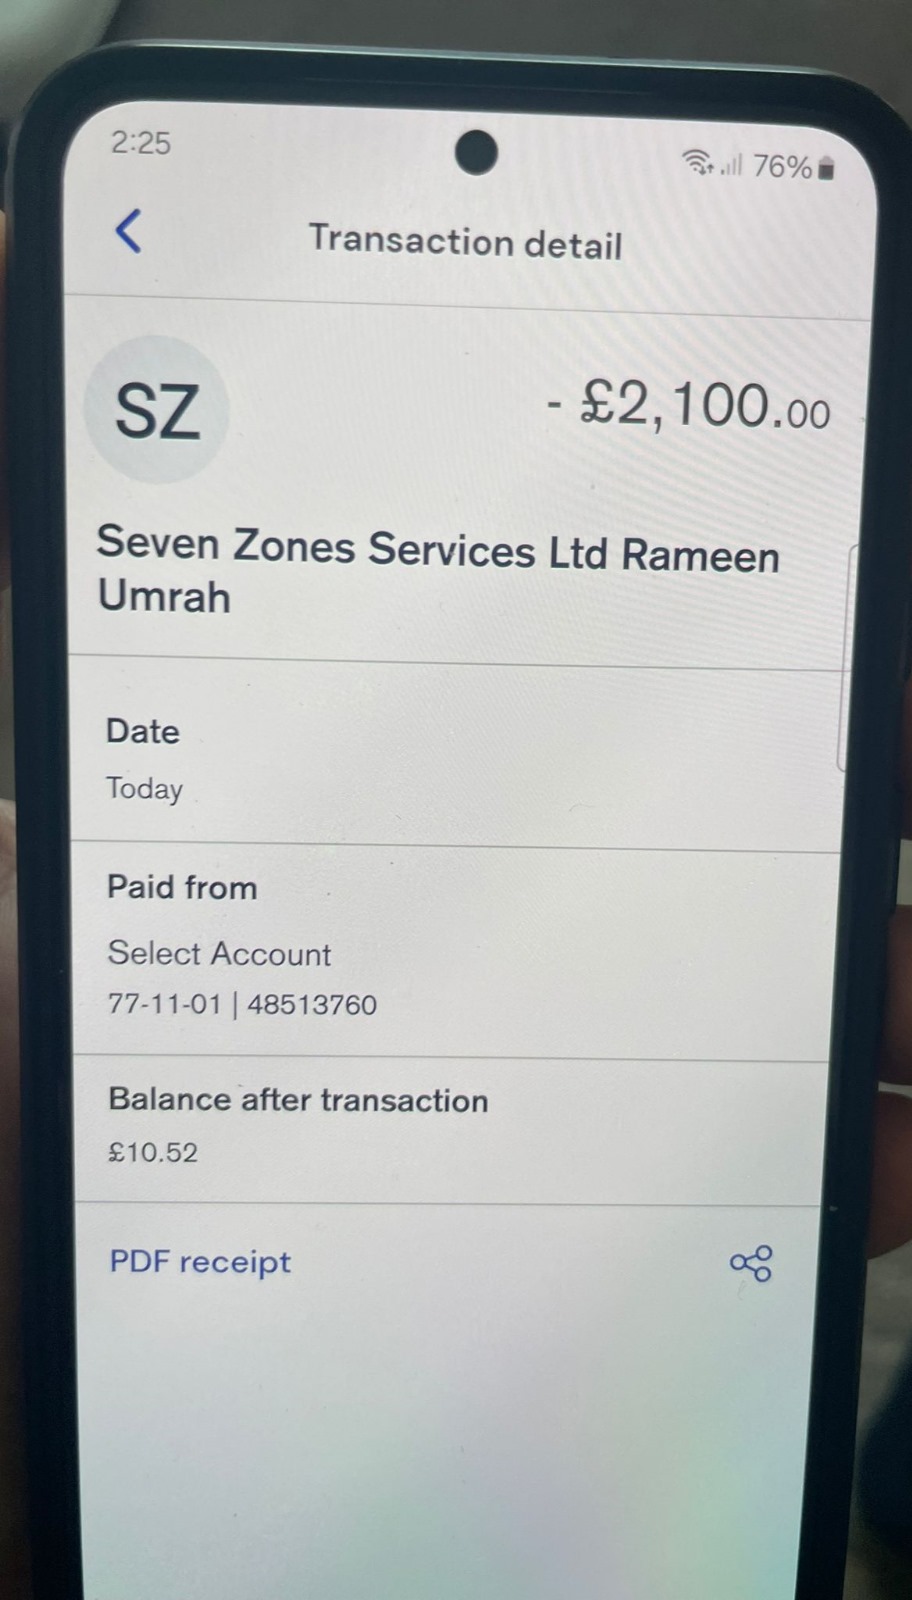 2:25
76%
Transaction detail
SZ
- £2,100.00
Seven Zones Services Ltd Rameen
Umrah
Date
Today
Paid from
Select Account
77-11-01 | 48513760
Balance after transaction
£10.52
PDF receipt